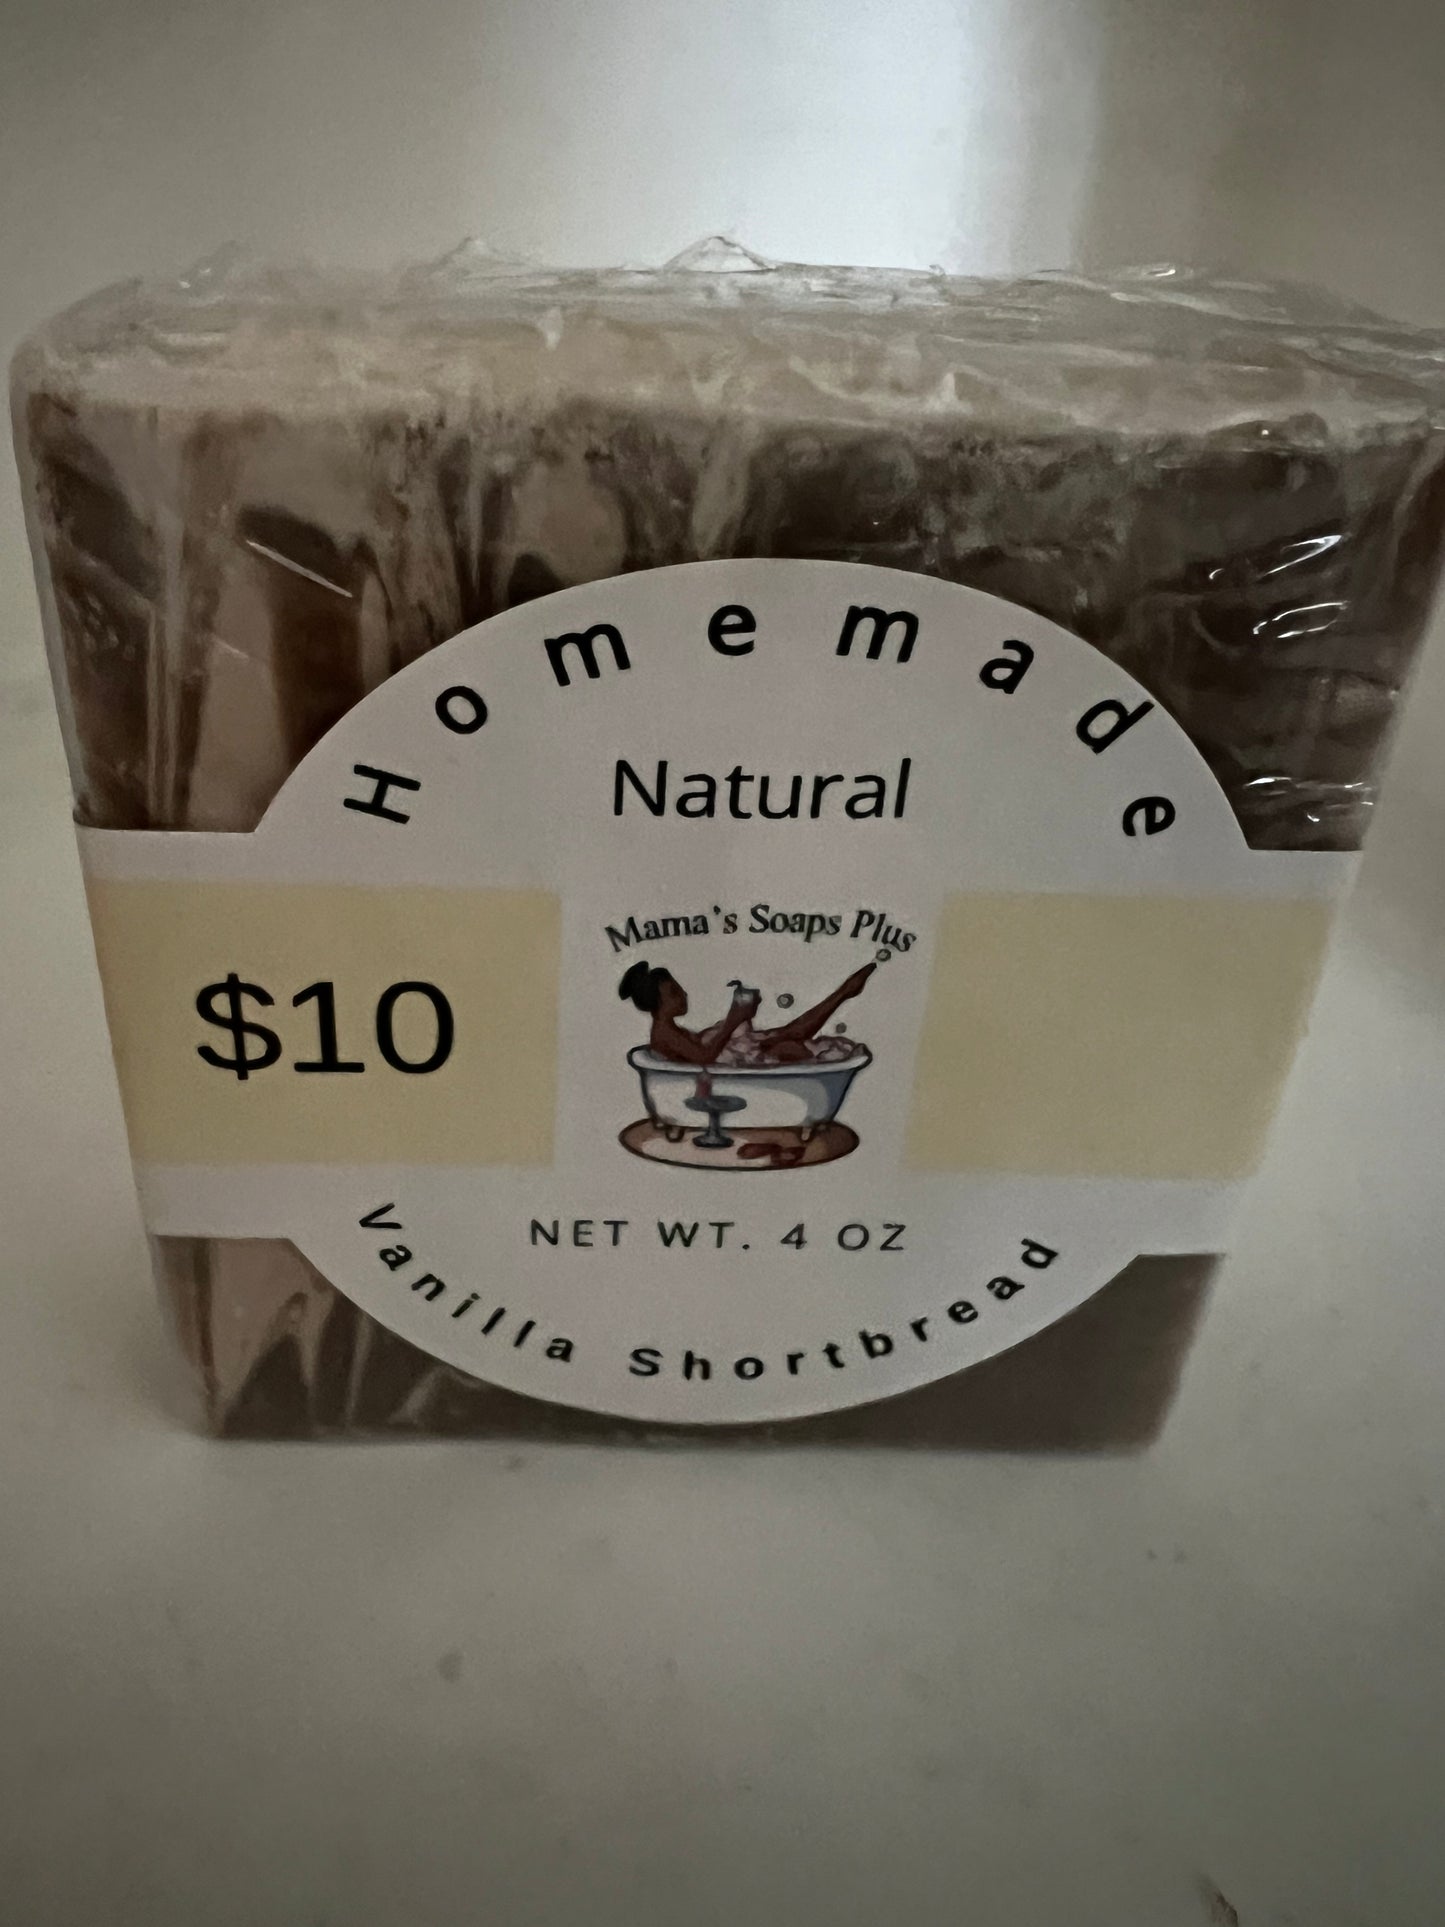 Homemade
Natural
Mama's Soaps Plus
$10
NET WT. 4 OZ
Vanilla Shortbread